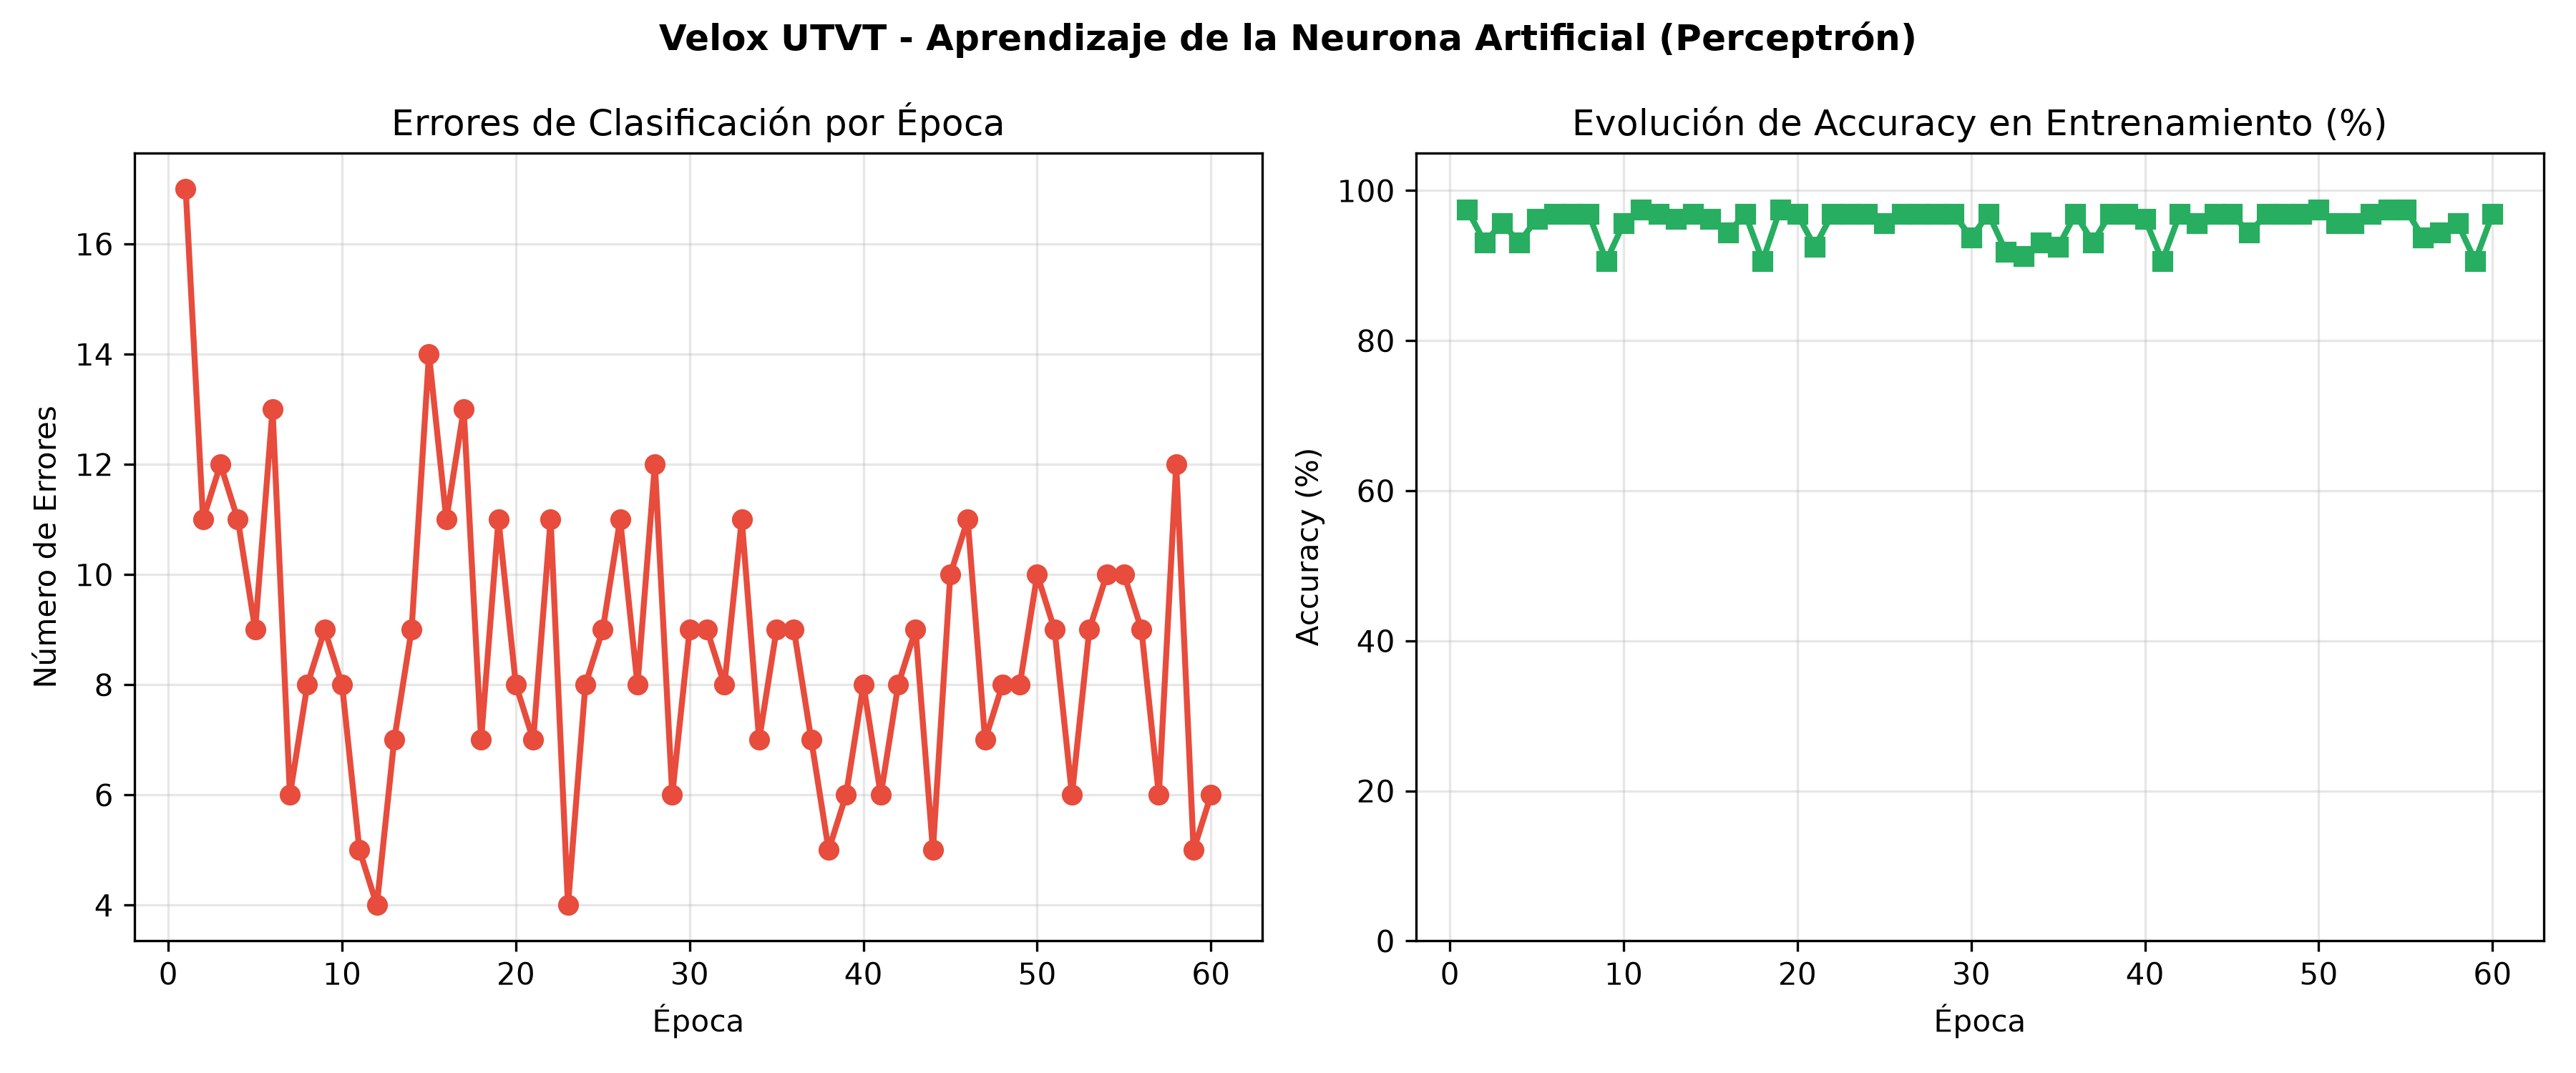 Velox UTVT - Aprendizaje de la Neurona Artificial (Perceptrón)
Errores de Clasificación por Época
Número de Errores
16
14
12
10
8
6
4
0 10 20 30 40 50 60
Época
Evolución de Accuracy en Entrenamiento (%)
Accuracy (%)
100
80
60
40
20
0
0 10 20 30 40 50 60
Época